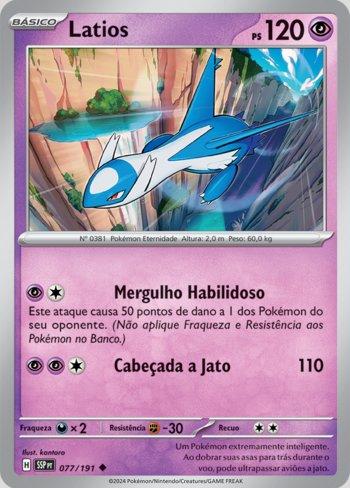 BÁSICO
Latios
PS 120
Nº 0381 Pokémon Eternidade Altura: 2,0 m Peso: 60,0 kg
Mergulho Habilidoso
Este ataque causa 50 pontos de dano a 1 dos Pokémon do
seu oponente. (Não aplique Fraqueza e Resistência aos
Pokémon no Banco.)
Cabeçada a Jato 110
Fraqueza ×2 Resistência -30 Recuo
Ilust. kantaro
Um Pokémon extremamente inteligente.
Ao dobrar suas asas para trás durante o
voo, pode ultrapassar aviões a jato.
H SSP PT 077/191
©2024 Pokémon/Nintendo/Creatures/GAME FREAK